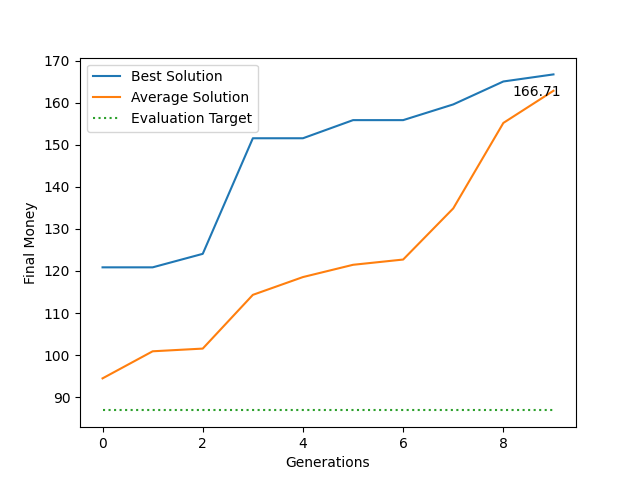 Best Solution
Average Solution
Evaluation Target
166.71
170
160
150
140
130
120
110
100
90
Final Money
0 2 4 6 8
Generations